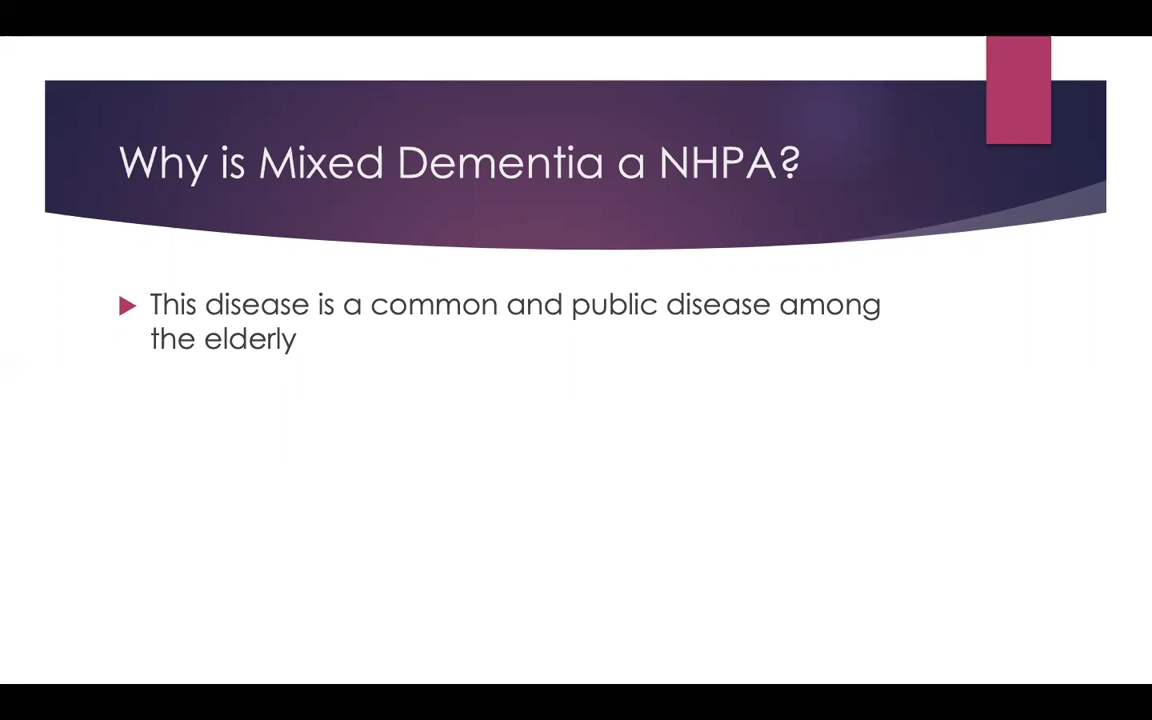 Why is Mixed Dementia a NHPA?
This disease is a common and public disease among
the elderly